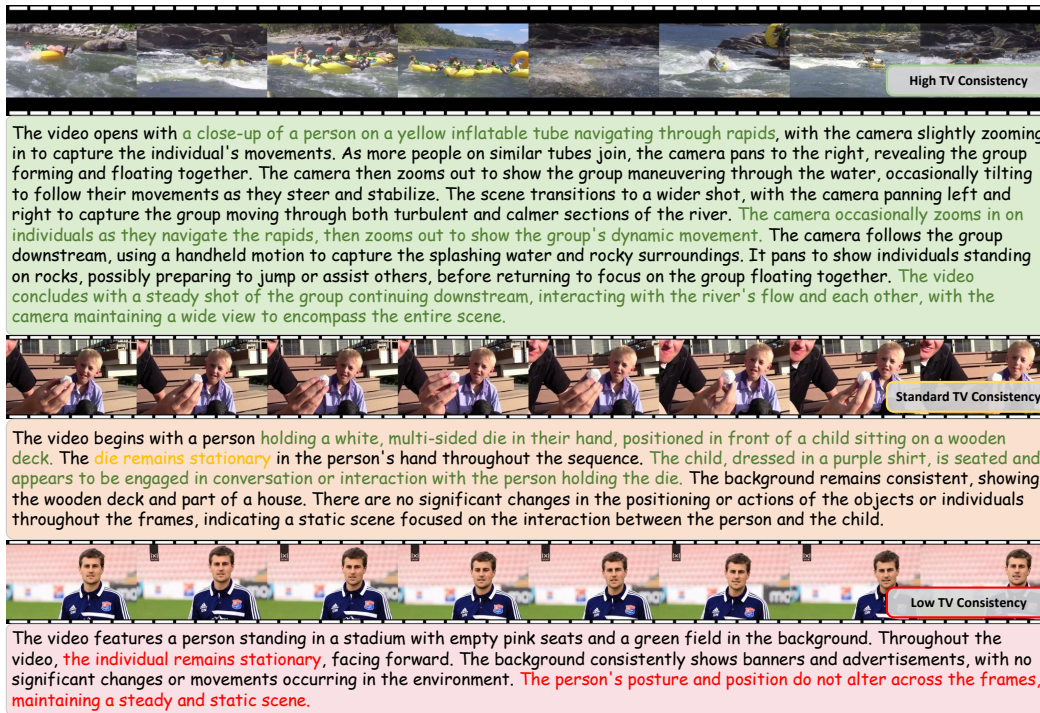 High TV Consistency
The video opens with a close-up of a person on a yellow inflatable tube navigating through rapids, with the camera slightly zooming
in to capture the individual's movements. As more people on similar tubes join, the camera pans to the right, revealing the group
forming and floating together. The camera then zooms out to show the group maneuvering through the water, occasionally tilting
to follow their movements as they steer and stabilize. The scene transitions to a wider shot, with the camera panning left and
right to capture the group moving through both turbulent and calmer sections of the river. The camera occasionally zooms in on
individuals as they navigate the rapids, then zooms out to show the group's dynamic movement. The camera follows the group
downstream, using a handheld motion to capture the splashing water and rocky surroundings. It pans to show individuals standing
on rocks, possibly preparing to jump or assist others, before returning to focus on the group floating together. The video
concludes with a steady shot of the group continuing downstream, interacting with the river's flow and each other, with the
camera maintaining a wide view to encompass the entire scene.
Standard TV Consistency
The video begins with a person holding a white, multi-sided die in their hand, positioned in front of a child sitting on a wooden
deck. The die remains stationary in the person's hand throughout the sequence. The child, dressed in a purple shirt, is seated and
appears to be engaged in conversation or interaction with the person holding the die. The background remains consistent, showing
the wooden deck and part of a house. There are no significant changes in the positioning or actions of the objects or individuals
throughout the frames, indicating a static scene focused on the interaction between the person and the child.
Low TV Consistency
The video features a person standing in a stadium with empty pink seats and a green field in the background. Throughout the
video, the individual remains stationary, facing forward. The background consistently shows banners and advertisements, with no
significant changes or movements occurring in the environment. The person's posture and position do not alter across the frames,
maintaining a steady and static scene.